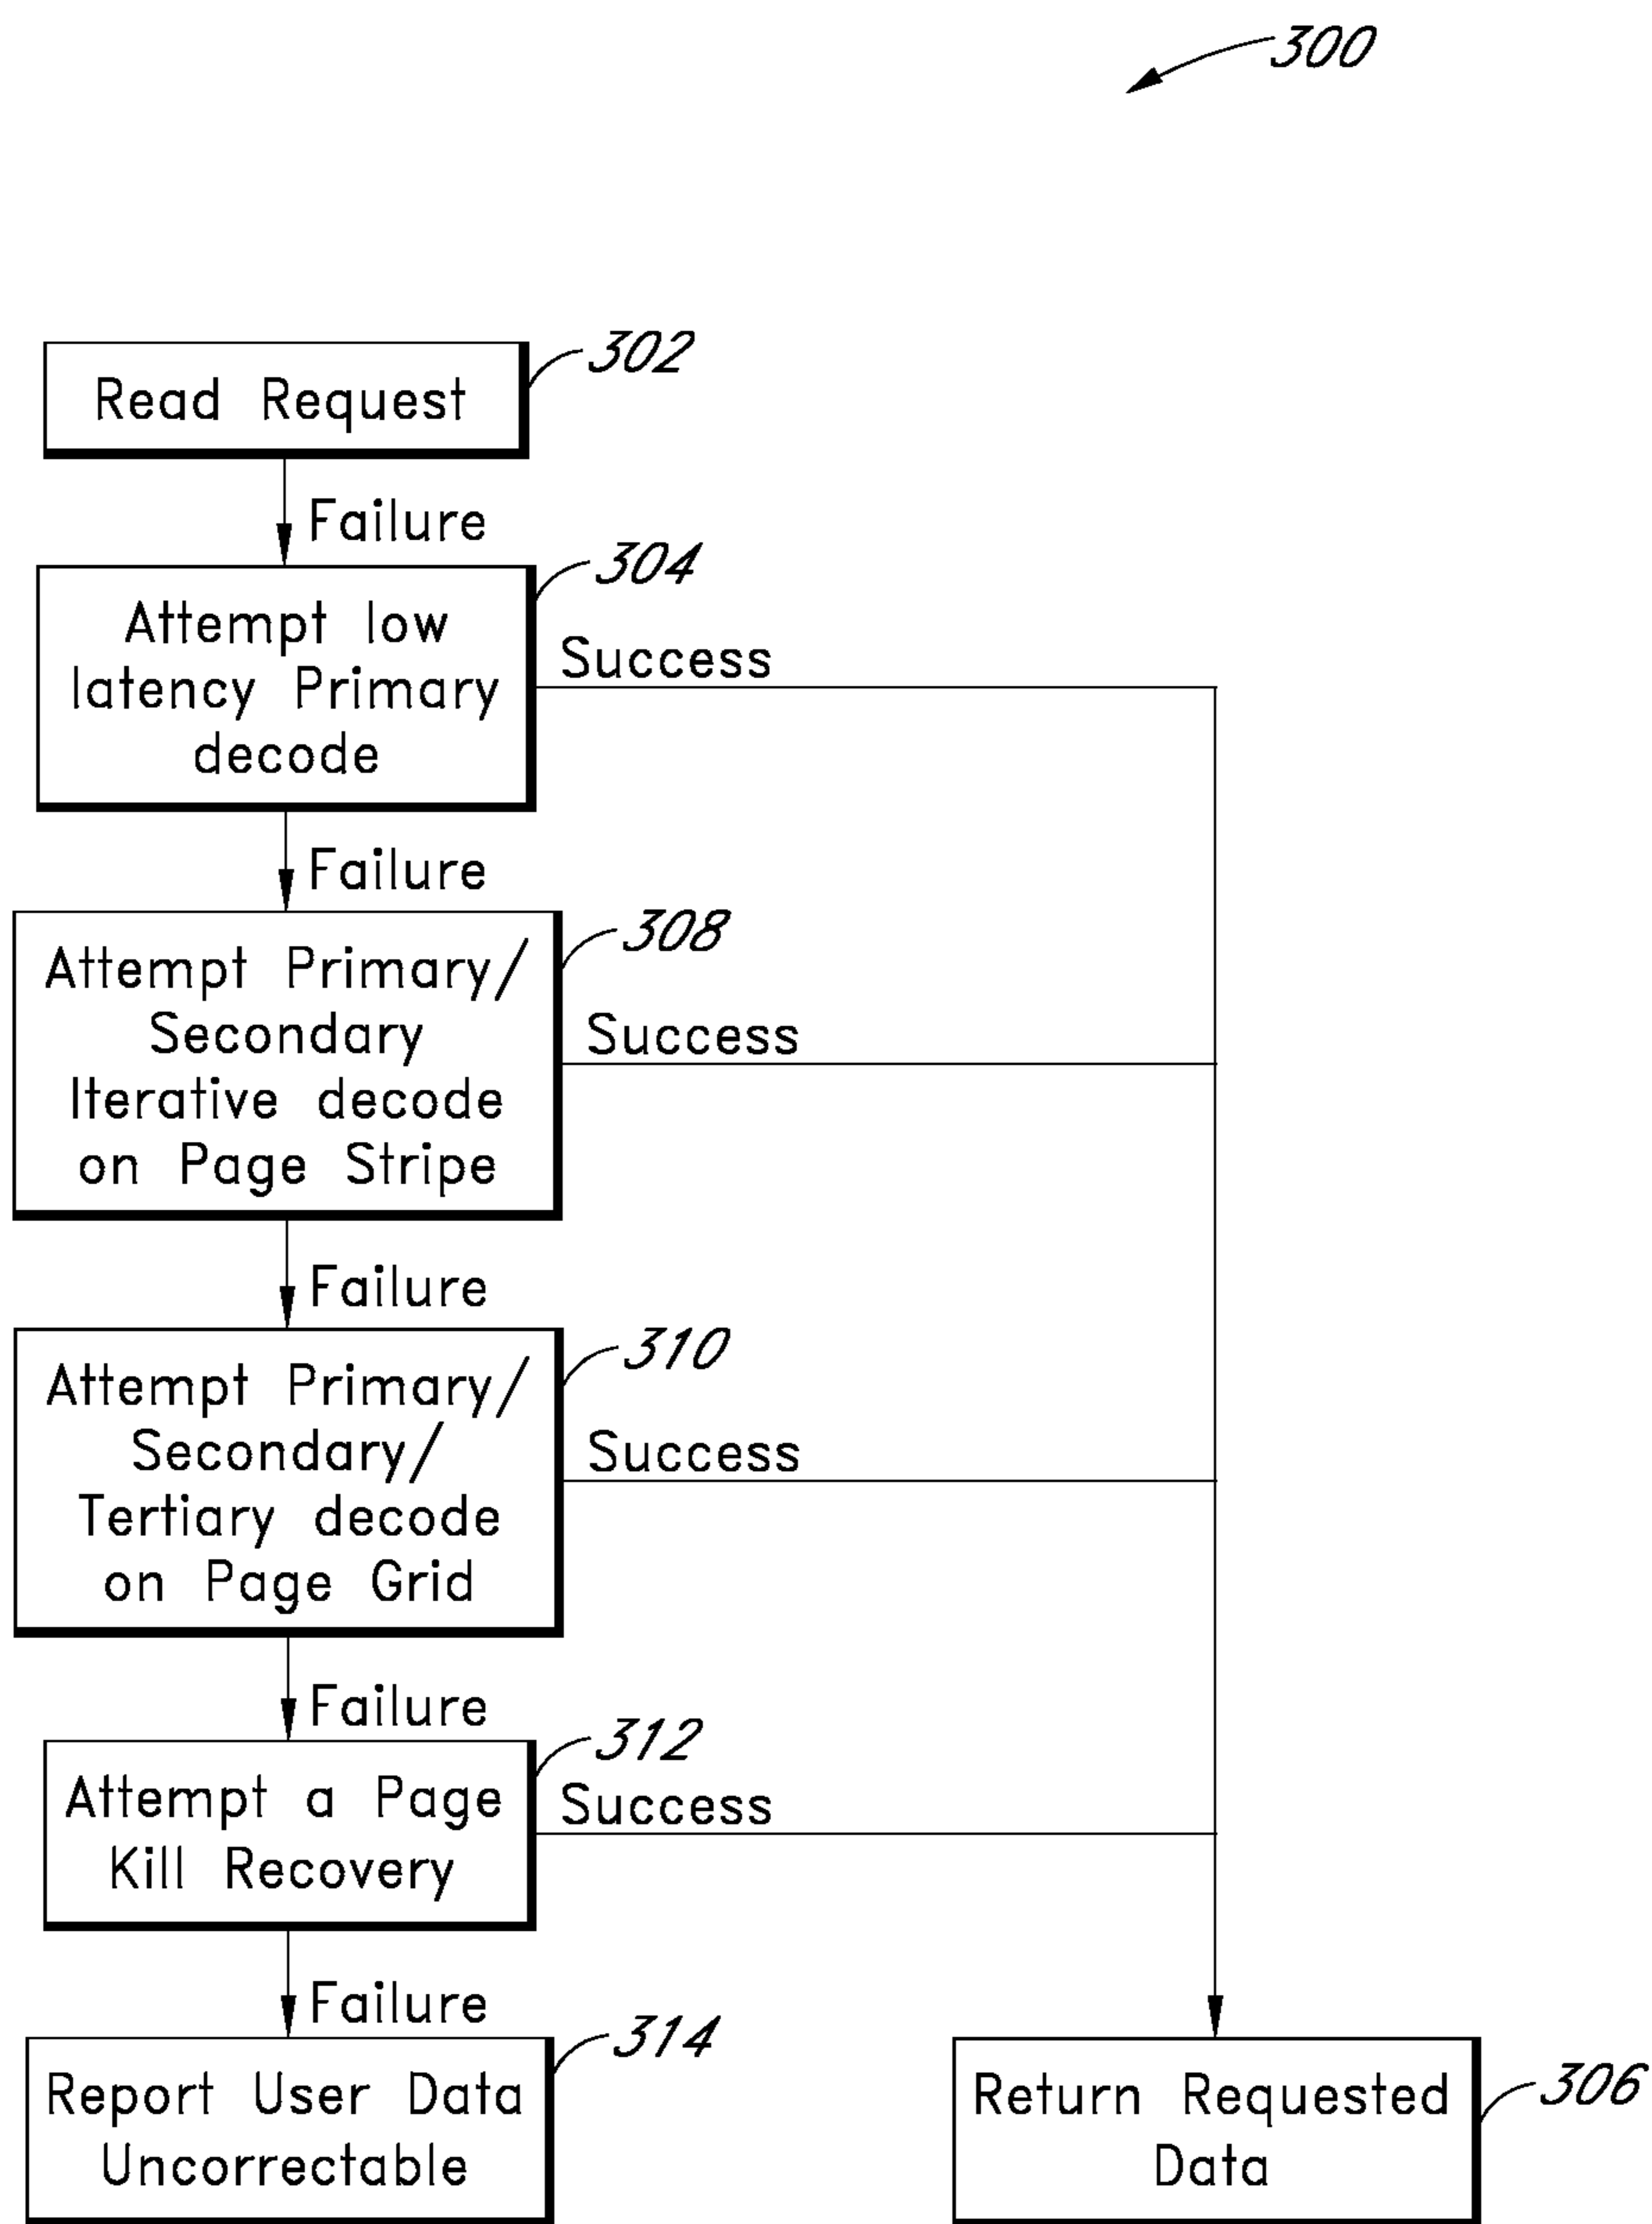 300
302
Read Request
Failure
304
Attempt low
latency Primary
decode
Success
Failure
308
Attempt Primary/
Secondary
Iterative decode
on Page Stripe
Success
Failure
310
Attempt Primary/
Secondary/
Tertiary decode
on Page Grid
Success
Failure
312
Attempt a Page
Kill Recovery
Success
Failure
314
Report User Data
Uncorrectable
306
Return Requested
Data